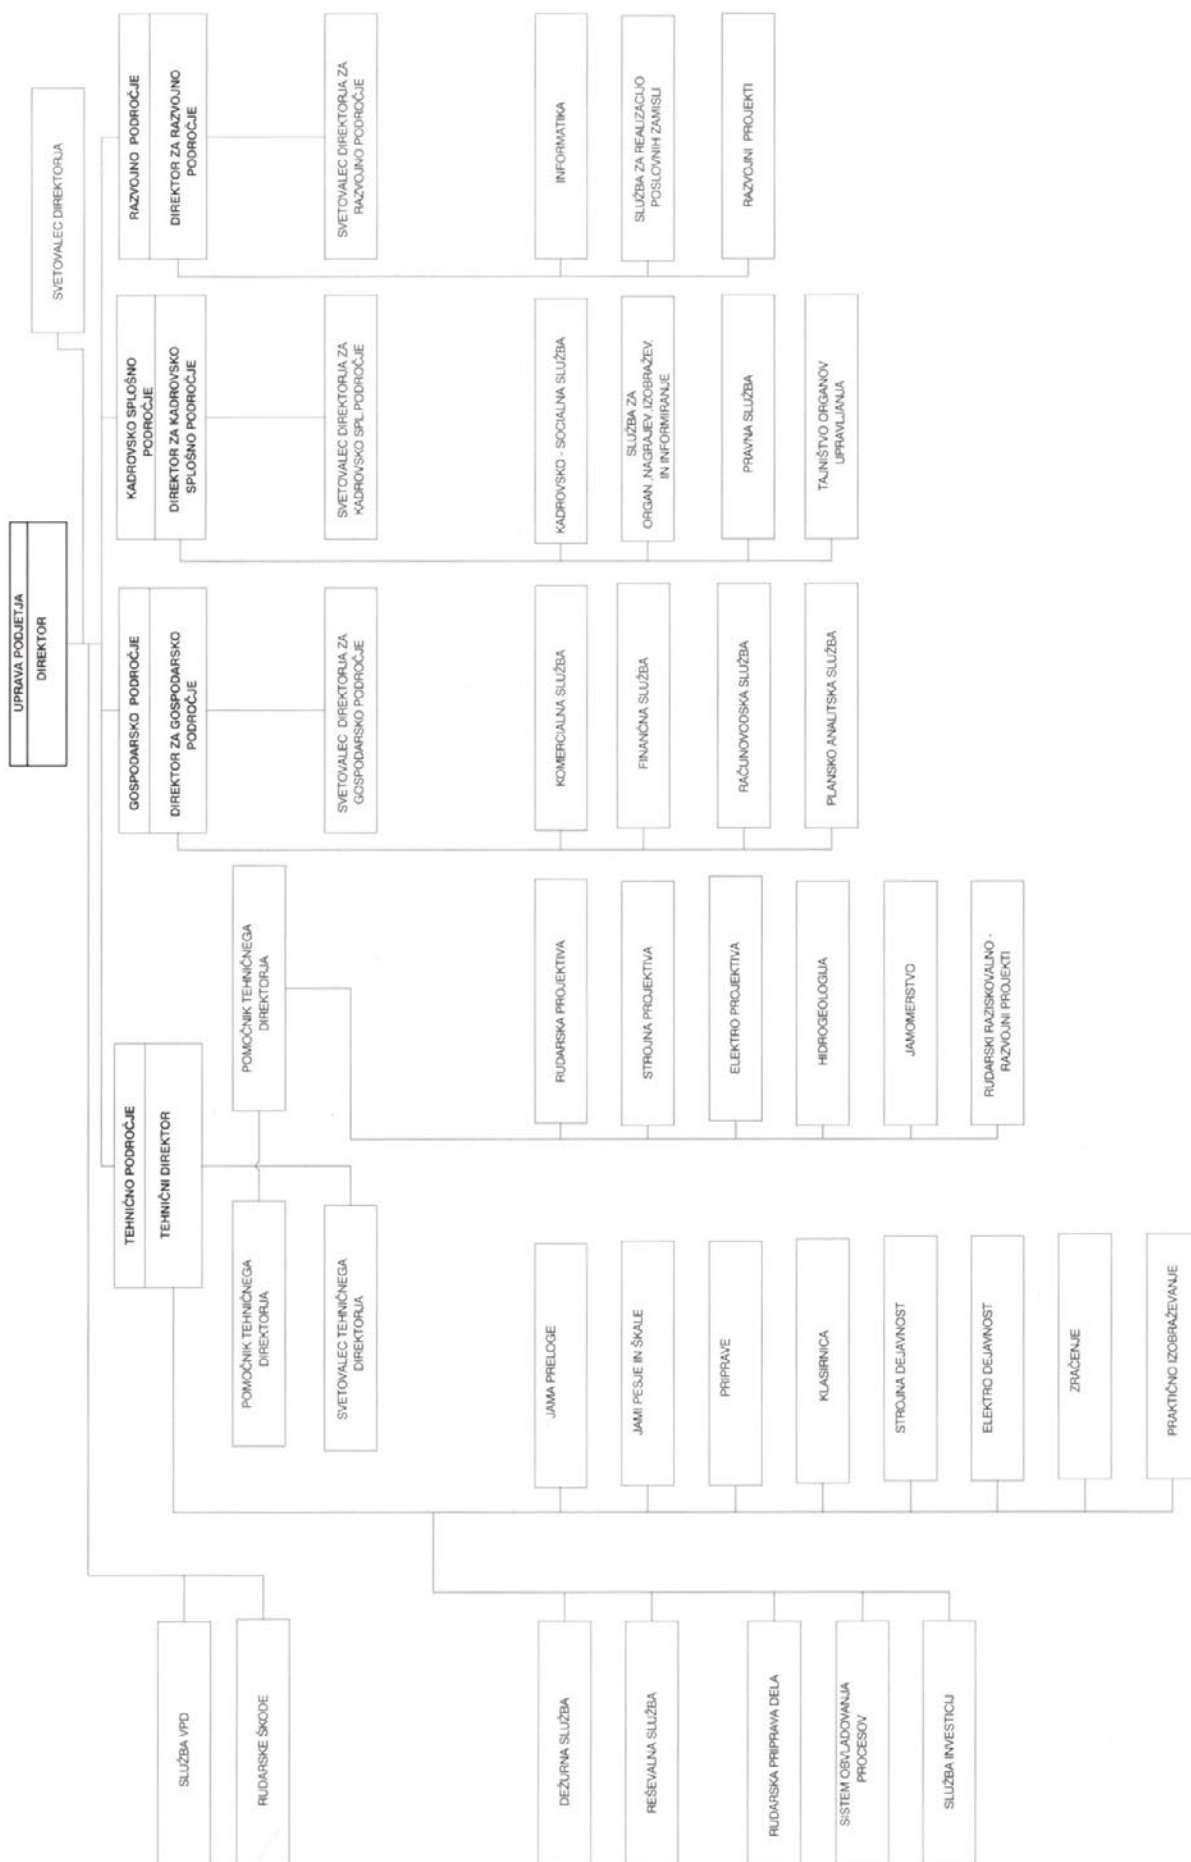 UPRAVA PODJETJA
DIREKTOR
SVETOVALEC DIREKTORJA
SLUŽBA VPD
RUDARSKE ŠKODE
TEHNIČNO PODROČJE
TEHNIČNI DIREKTOR
POMOČNIK TEHNIČNEGA
DIREKTORJA
POMOČNIK TEHNIČNEGA
DIREKTORJA
SVETOVALEC TEHNIČNEGA
DIREKTORJA
DEŽURNA SLUŽBA
REŠEVALNA SLUŽBA
RUDARSKA PRIPRAVA DELA
SISTEM OBVLADOVANJA
PROCESOV
SLUŽBA INVESTICIJ
JAMA PRELOGE
JAMI PESJE IN ŠKALE
PRIPRAVE
KLASIRNICA
STROJNA DEJAVNOST
ELEKTRO DEJAVNOST
ZRAČENJE
PRAKTIČNO IZOBRAŽEVANJE
RUDARSKA PROJEKTIVA
STROJNA PROJEKTIVA
ELEKTRO PROJEKTIVA
HIDROGEOLOGIJA
JAMOMERSTVO
RUDARSKI RAZISKOVALNO -
RAZVOJNI PROJEKTI
GOSPODARSKO PODROČJE
DIREKTOR ZA GOSPODARSKO
PODROČJE
SVETOVALEC DIREKTORJA ZA
GOSPODARSKO PODROČJE
KOMERCIALNA SLUŽBA
FINANČNA SLUŽBA
RAČUNOVODSKA SLUŽBA
PLANSKO ANALITSKA SLUŽBA
KADROVSKO SPLOŠNO
PODROČJE
DIREKTOR ZA KADROVSKO
SPLOŠNO PODROČJE
SVETOVALEC DIREKTORJA ZA
KADROVSKO SPL.PODROČJE
KADROVSKO - SOCIALNA SLUŽBA
SLUŽBA ZA
ORGAN.,NAGRAJEV.,IZOBRAŽEV.
IN INFORMIRANJE
PRAVNA SLUŽBA
TAJNIŠTVO ORGANOV
UPRAVLJANJA
RAZVOJNO PODROČJE
DIREKTOR ZA RAZVOJNO
PODROČJE
SVETOVALEC DIREKTORJA ZA
RAZVOJNO PODROČJE
INFORMATIKA
SLUŽBA ZA REALIZACIJO
POSLOVNIH ZAMISLI
RAZVOJNI PROJEKTI